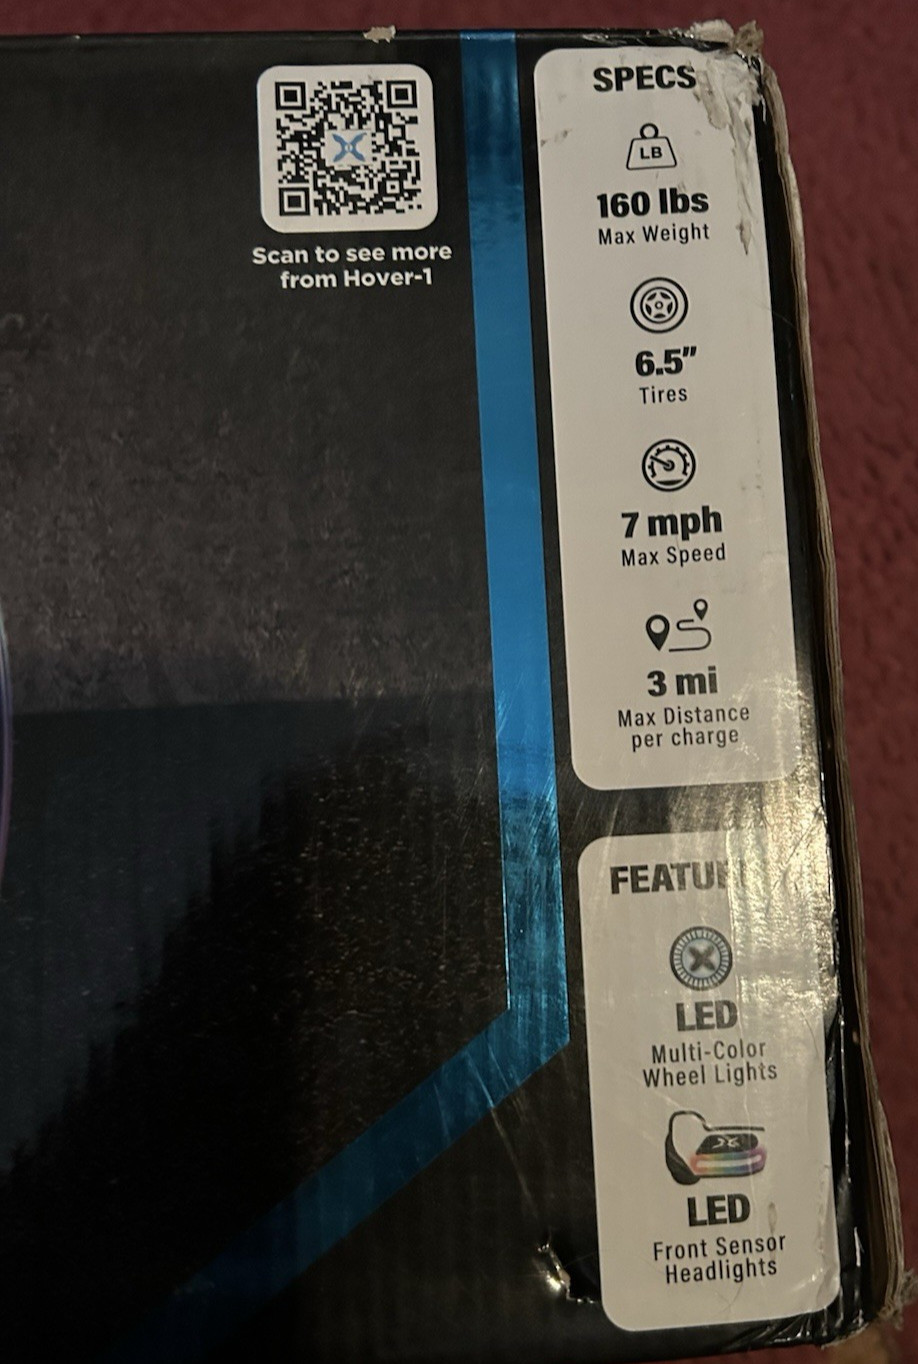 Scan to see more
from Hover-1
SPECS
LB
160 lbs
Max Weight
6.5”
Tires
7 mph
Max Speed
3 mi
Max Distance
per charge
LED
Multi-Color
Wheel Lights
LED
Front Sensor
Headlights